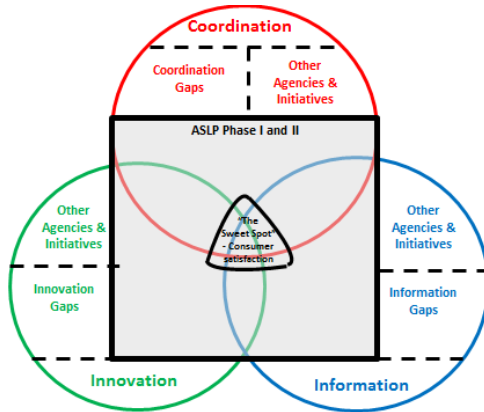 Coordination
Coordination
Gaps
Other
Agencies &
Initiatives
ASLP Phase I and II
"The
Sweet Spot"
- Consumer
satisfaction
Other
Agencies &
Initiatives
Innovation
Gaps
Innovation
Other
Agencies &
Initiatives
Information
Gaps
Information